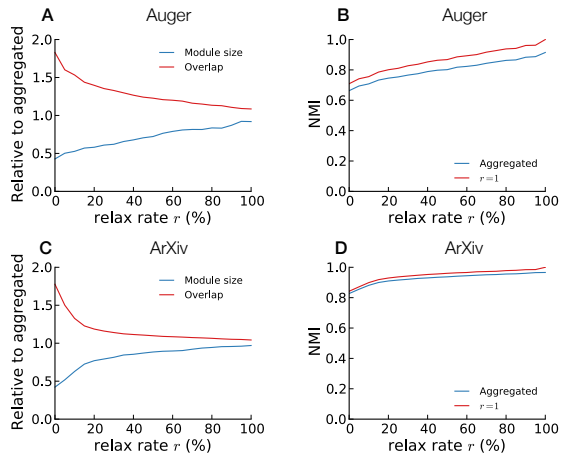 A Auger
Relative to aggregated
2.0
1.5
1.0
0.5
0.0
Module size
Overlap
0 20 40 60 80 100
relax rate r (%)
B Auger
NMI
1.0
0.8
0.6
0.4
0.2
0.0
Aggregated
r=1
0 20 40 60 80 100
relax rate r (%)
C ArXiv
Relative to aggregated
2.0
1.5
1.0
0.5
0.0
Module size
Overlap
0 20 40 60 80 100
relax rate r (%)
D ArXiv
NMI
1.0
0.8
0.6
0.4
0.2
0.0
Aggregated
r=1
0 20 40 60 80 100
relax rate r (%)